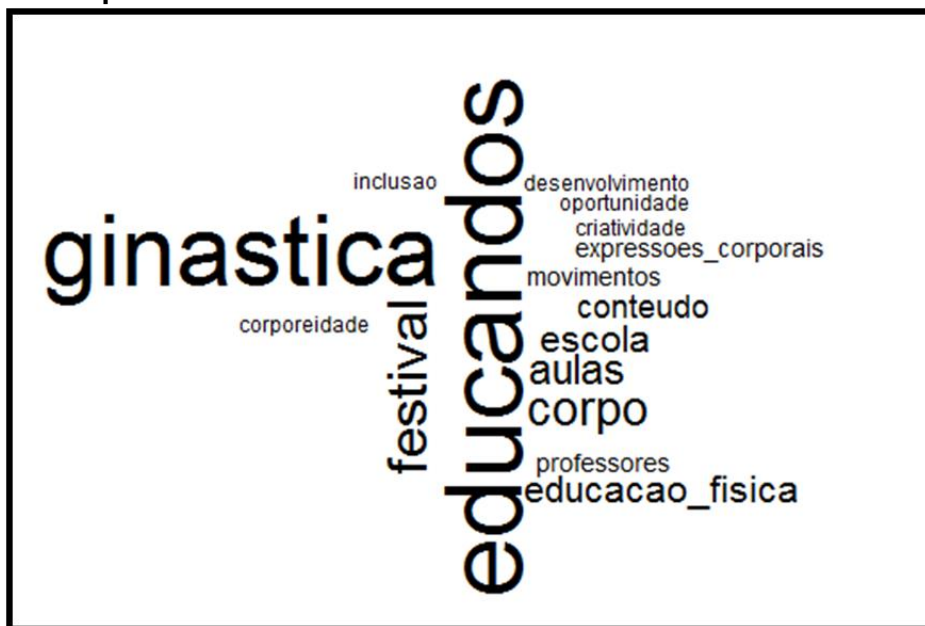 inclusao
desenvolvimento
oportunidade
criatividade
ginastica
expressoes_corporais
movimentos
educandos
conteudo
corporeidade
escola
festival
aulas
corpo
professores
educacao_fisica